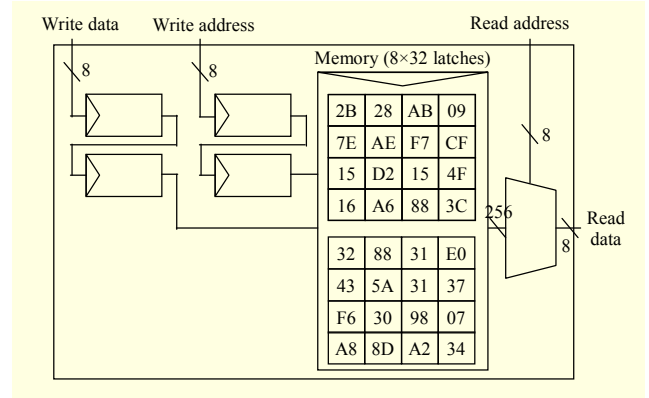 Write data Write address Read address
8 8 Memory (8×32 latches)
2B 28 AB 09
7E AE F7 CF
8
15 D2 15 4F
16 A6 88 3C
256 Read
8 data
32 88 31 E0
43 5A 31 37
F6 30 98 07
A8 8D A2 34